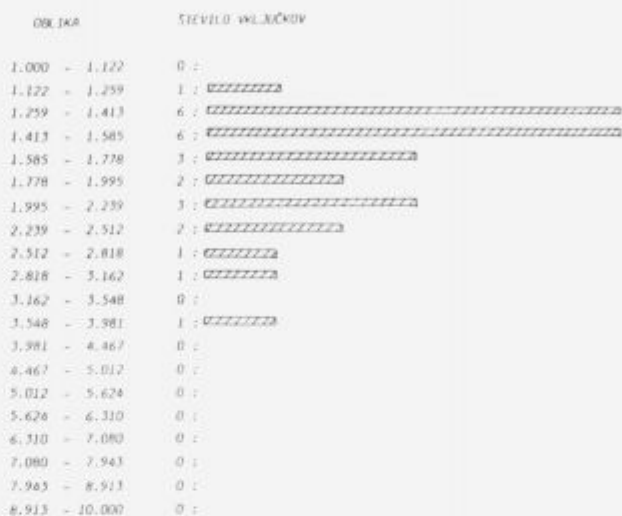 OBLIKA ŠTEVILO VKLJUČKOV
1.000 - 1.122 0 :
1.122 - 1.259 1 :
1.259 - 1.413 6 :
1.413 - 1.585 6 :
1.585 - 1.778 3 :
1.778 - 1.995 2 :
1.995 - 2.239 3 :
2.239 - 2.512 2 :
2.512 - 2.818 1 :
2.818 - 3.162 1 :
3.162 - 3.548 0 :
3.548 - 3.981 1 :
3.981 - 4.467 0 :
4.467 - 5.012 0 :
5.012 - 5.624 0 :
5.624 - 6.310 0 :
6.310 - 7.080 0 :
7.080 - 7.943 0 :
7.943 - 8.913 0 :
8.913 - 10.000 0 :